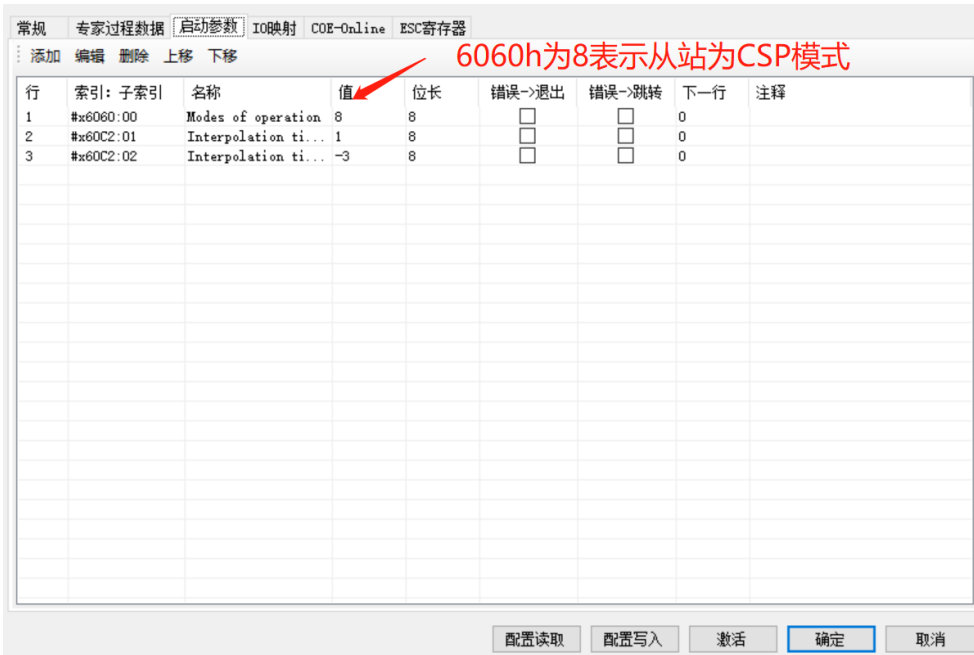 常规 专家过程数据 启动参数 IO映射 COE-Online ESC寄存器
添加 编辑 删除 上移 下移
6060h为8表示从站为CSP模式
行 索引: 子索引 名称 值 位长 错误->退出 错误->跳转 下一行 注释
1 #x6060:00 Modes of operation 8 8 0
2 #x60C2:01 Interpolation ti... 1 8 0
3 #x60C2:02 Interpolation ti... -3 8 0
配置读取 配置写入 激活 确定 取消